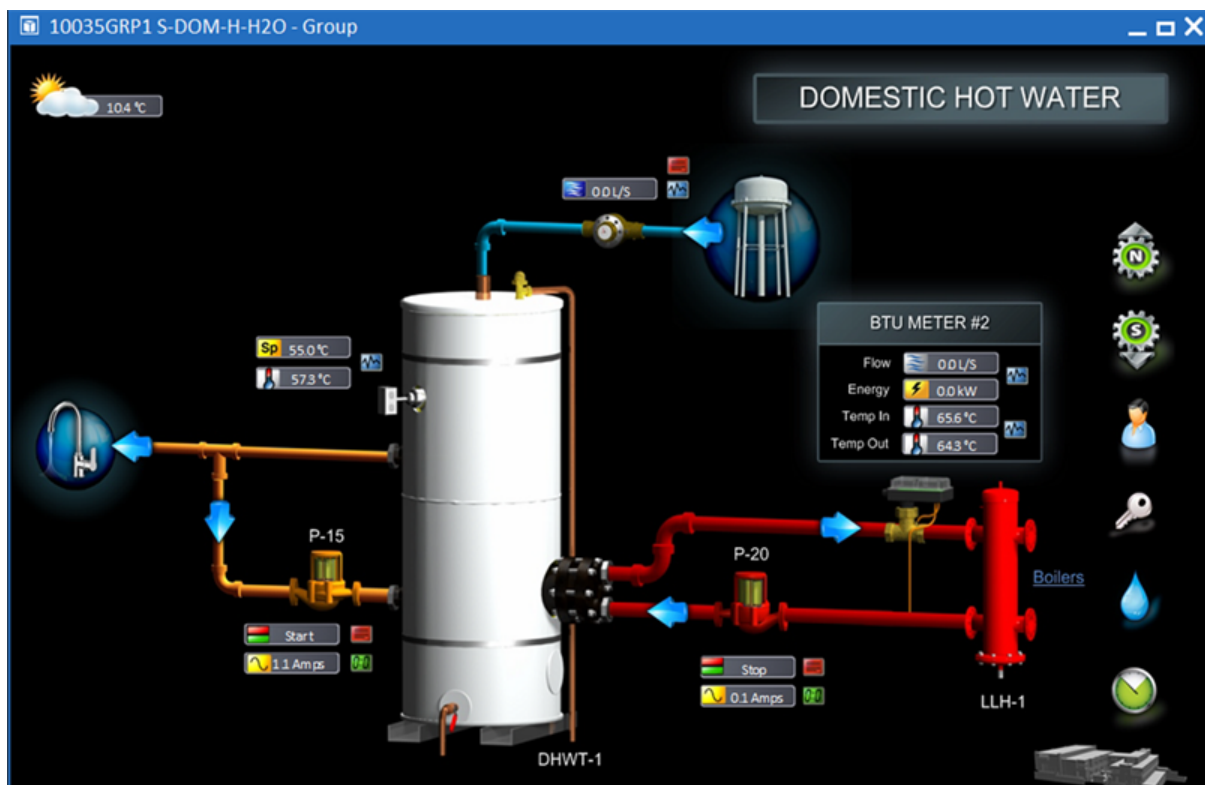 10035GRP1 S-DOM-H-H2O - Group
10.4 °C
DOMESTIC HOT WATER
0.0 L/S
Sp 55.0 °C
57.3 °C
BTU METER #2
Flow 0.0 L/S
Energy 0.0 kW
Temp In 65.6 °C
Temp Out 64.3 °C
N
S
P-15
Start
1.1 Amps
P-20
Stop
0.1 Amps
Boilers
LLH-1
DHWT-1